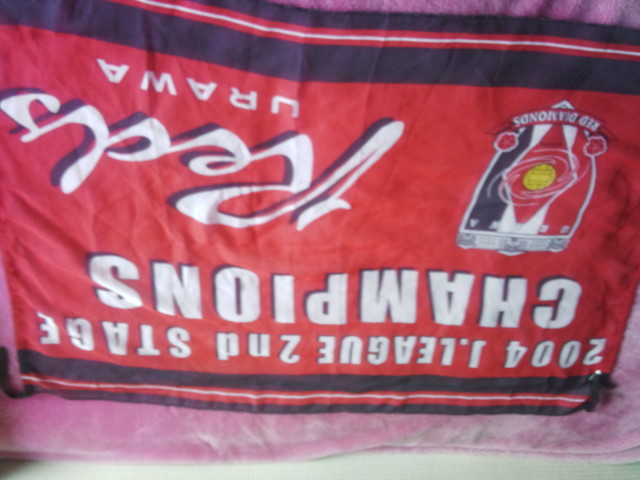 2004 J.LEAGUE 2nd STAGE
CHAMPIONS
Reds
URAWA
RED DIAMONDS